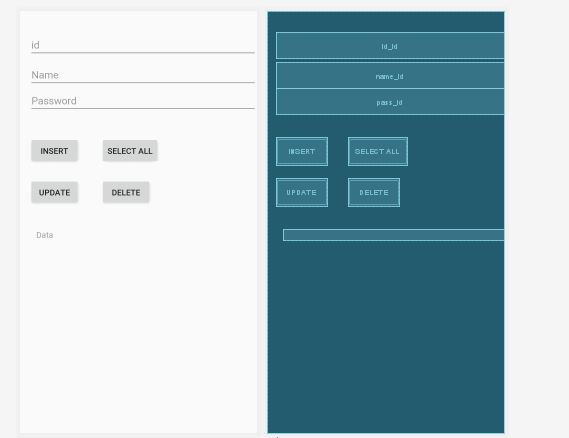 id
Name
Password
INSERT
SELECT ALL
UPDATE
DELETE
Data
id_id
name_id
pass_id
INSERT
SELECT ALL
UPDATE
DELETE